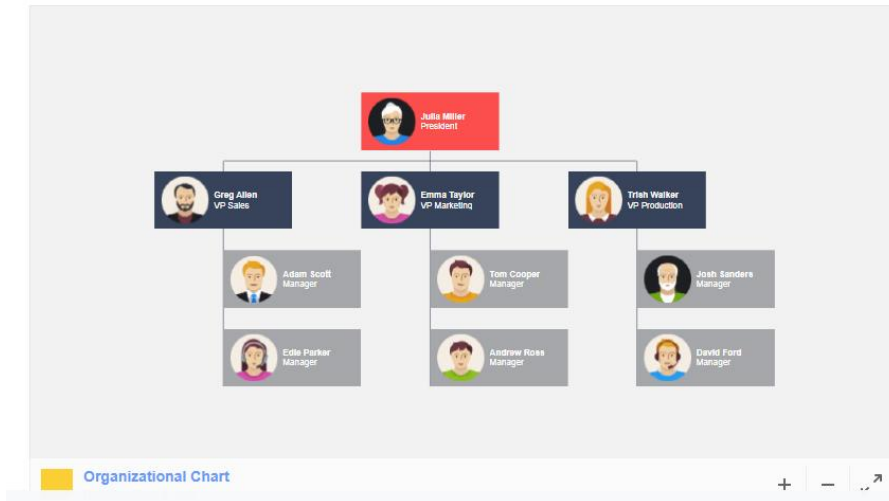 Julia Miller
President
Greg Allen
VP Sales
Emma Taylor
VP Marketing
Trish Walker
VP Production
Adam Scott
Manager
Tom Cooper
Manager
Josh Sanders
Manager
Edie Parker
Manager
Andrew Ross
Manager
David Ford
Manager
Organizational Chart